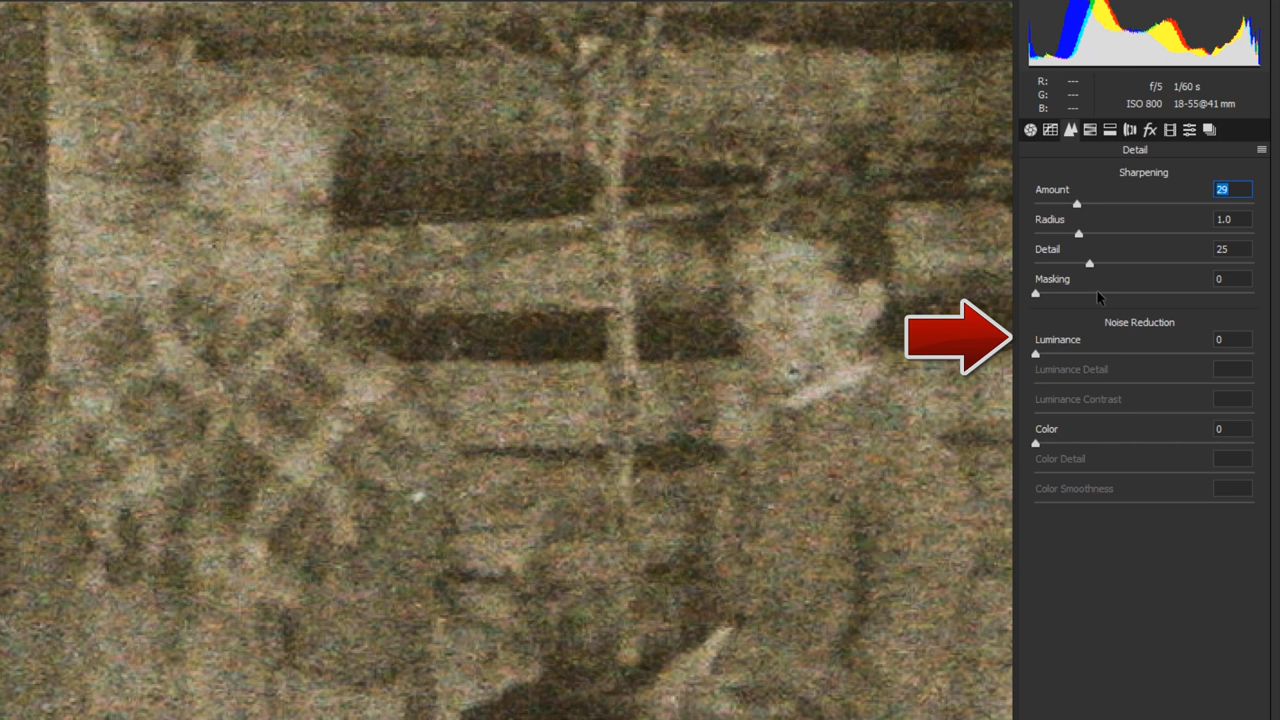 R: ---
G: ---
B: ---
f/5 1/60 s
ISO 800 18-55@41 mm
fx
Detail
Sharpening
Amount 29
Radius 1.0
Detail 25
Masking 0
Noise Reduction
Luminance 0
Luminance Detail
Luminance Contrast
Color 0
Color Detail
Color Smoothness